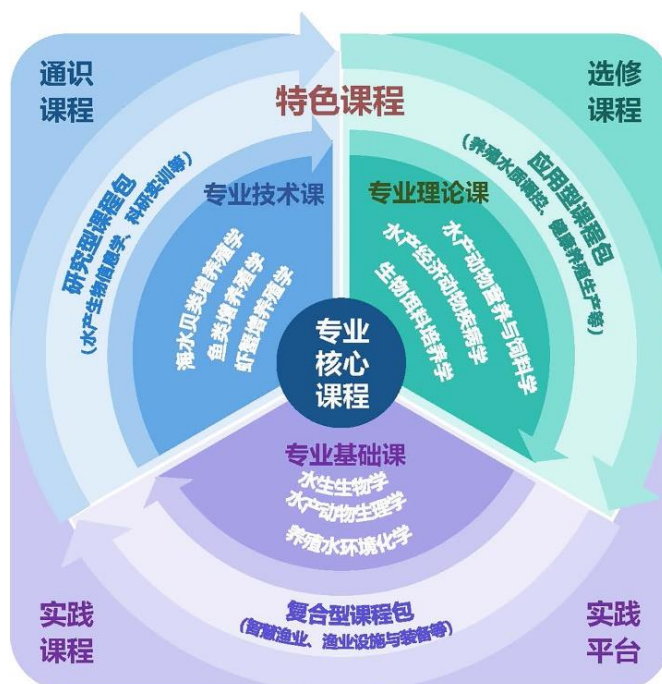 通识
课程
选修
课程
特色课程
研究型课程包
(水产生物信息学、科研实训等)
应用型课程包
(养殖水质调控、健康养殖生产等)
专业技术课
海水贝类增养殖学
鱼类增养殖学
虾蟹增养殖学
专业理论课
水产动物营养与饲料学
水产经济动物疾病学
生物饵料培养学
专业
核心
课程
专业基础课
水生生物学
水产动物生理学
养殖水环境化学
复合型课程包
(智慧渔业、渔业设施与装备等)
实践
课程
实践
平台